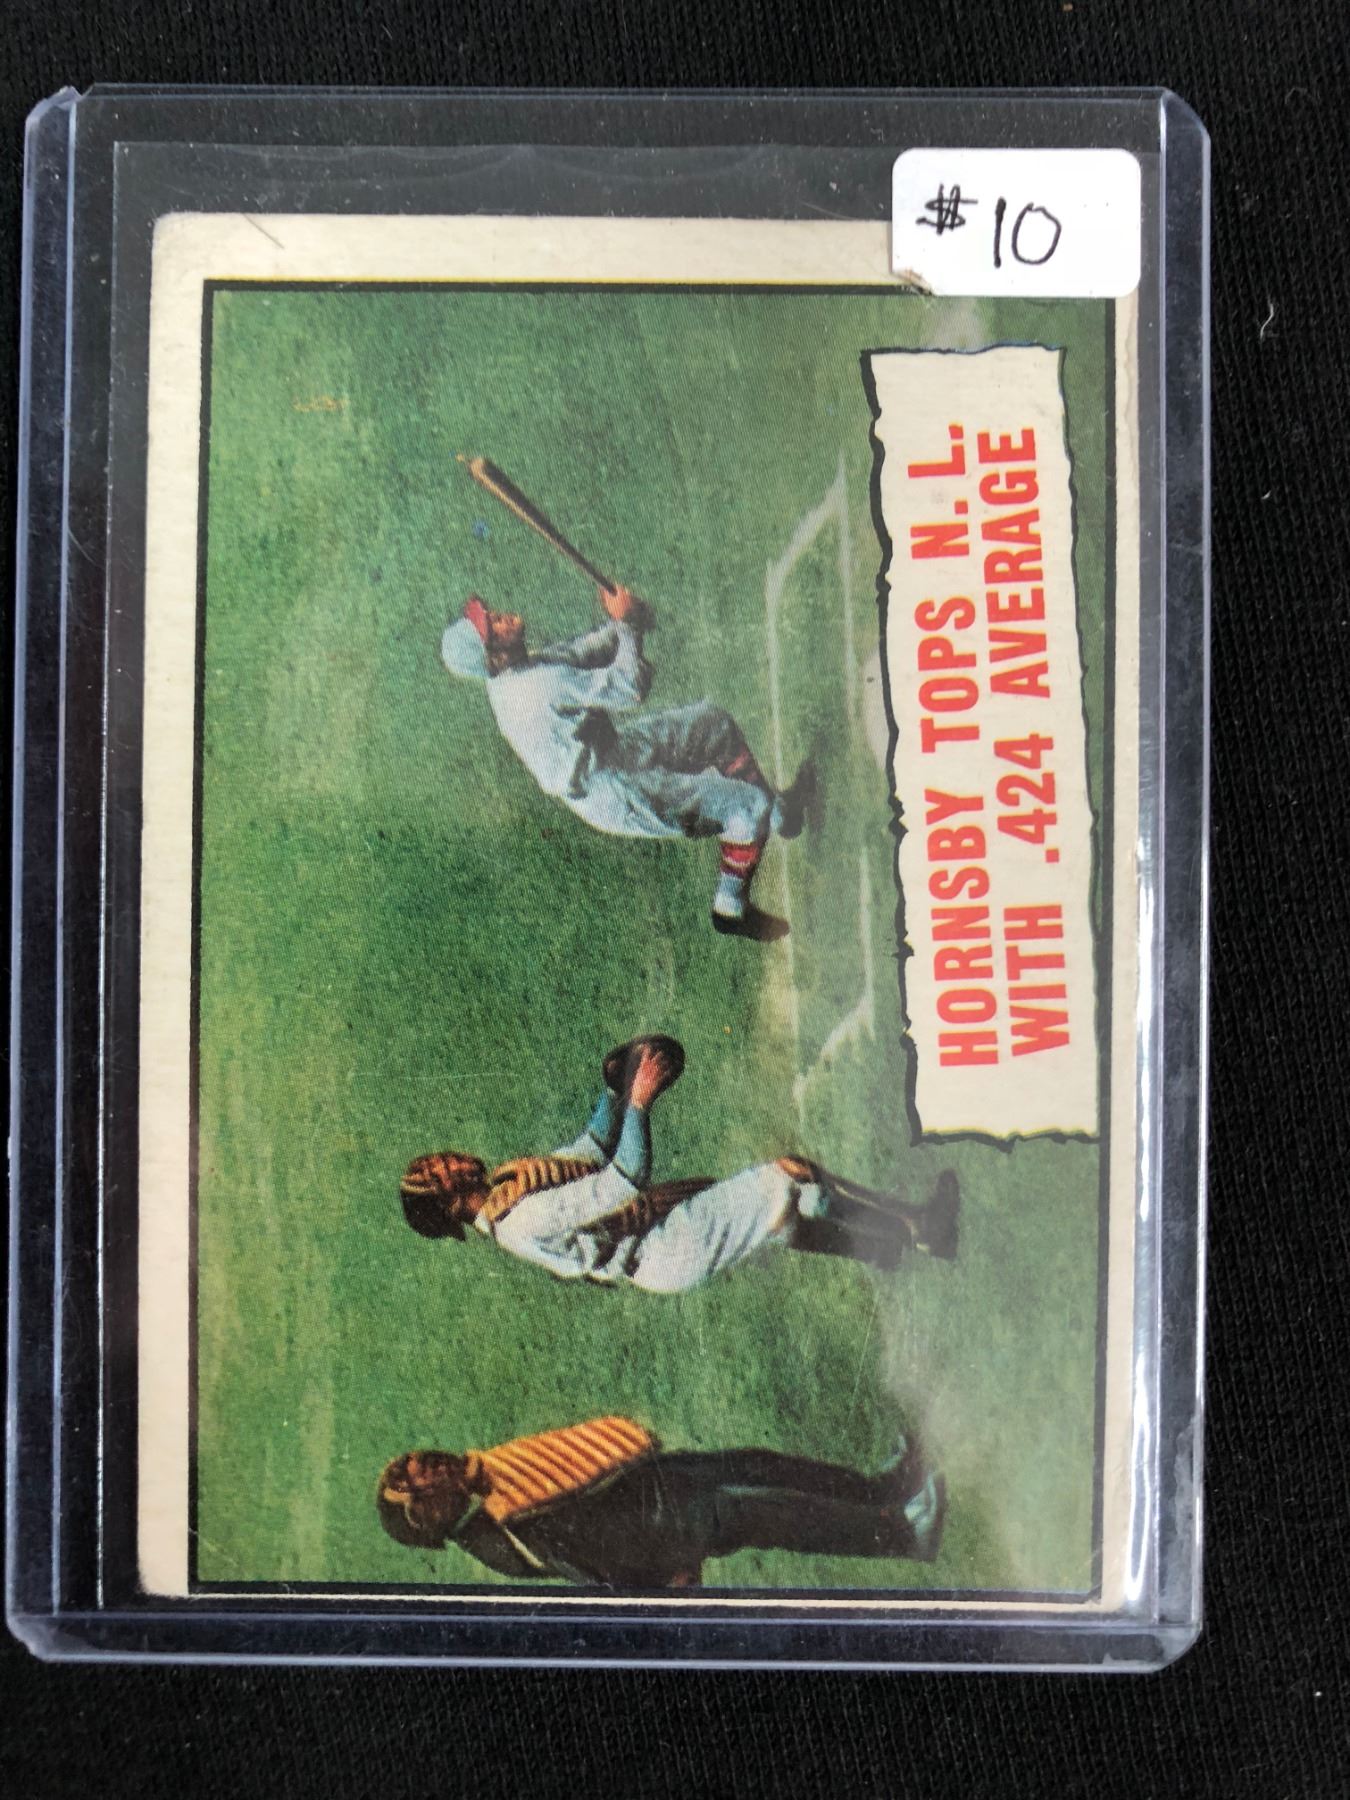 $10
HORNSBY TOPS N. L.
WITH .424 AVERAGE